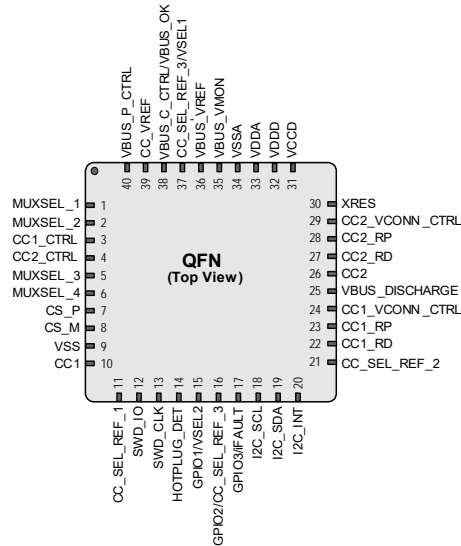 VBUS_P_CTRL
CC_VREF
VBUS_C_CTRL/VBUS_OK
CC_SEL_REF_3/VSEL1
VBUS_VREF
VBUS_VMON
VSSA
VDDA
VDDD
VCCD
40 39 38 37 36 35 34 33 32 31
MUXSEL_1 1
MUXSEL_2 2
CC1_CTRL 3
CC2_CTRL 4
MUXSEL_3 5
MUXSEL_4 6
CS_P 7
CS_M 8
VSS 9
CC1 10
QFN
(Top View)
30 XRES
29 CC2_VCONN_CTRL
28 CC2_RP
27 CC2_RD
26 CC2
25 VBUS_DISCHARGE
24 CC1_VCONN_CTRL
23 CC1_RP
22 CC1_RD
21 CC_SEL_REF_2
11 12 13 14 15 16 17 18 19 20
CC_SEL_REF_1
SWD_IO
SWD_CLK
HOTPLUG_DET
GPIO1/VSEL2
GPIO2/CC_SEL_REF_3
GPIO3/iFAULT
I2C_SCL
I2C_SDA
I2C_INT